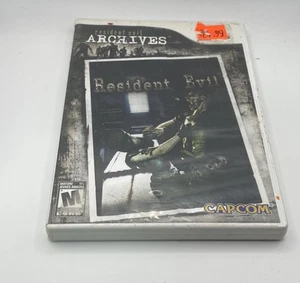 resident evil
ARCHIVES
Resident Evil
M
CAPCOM